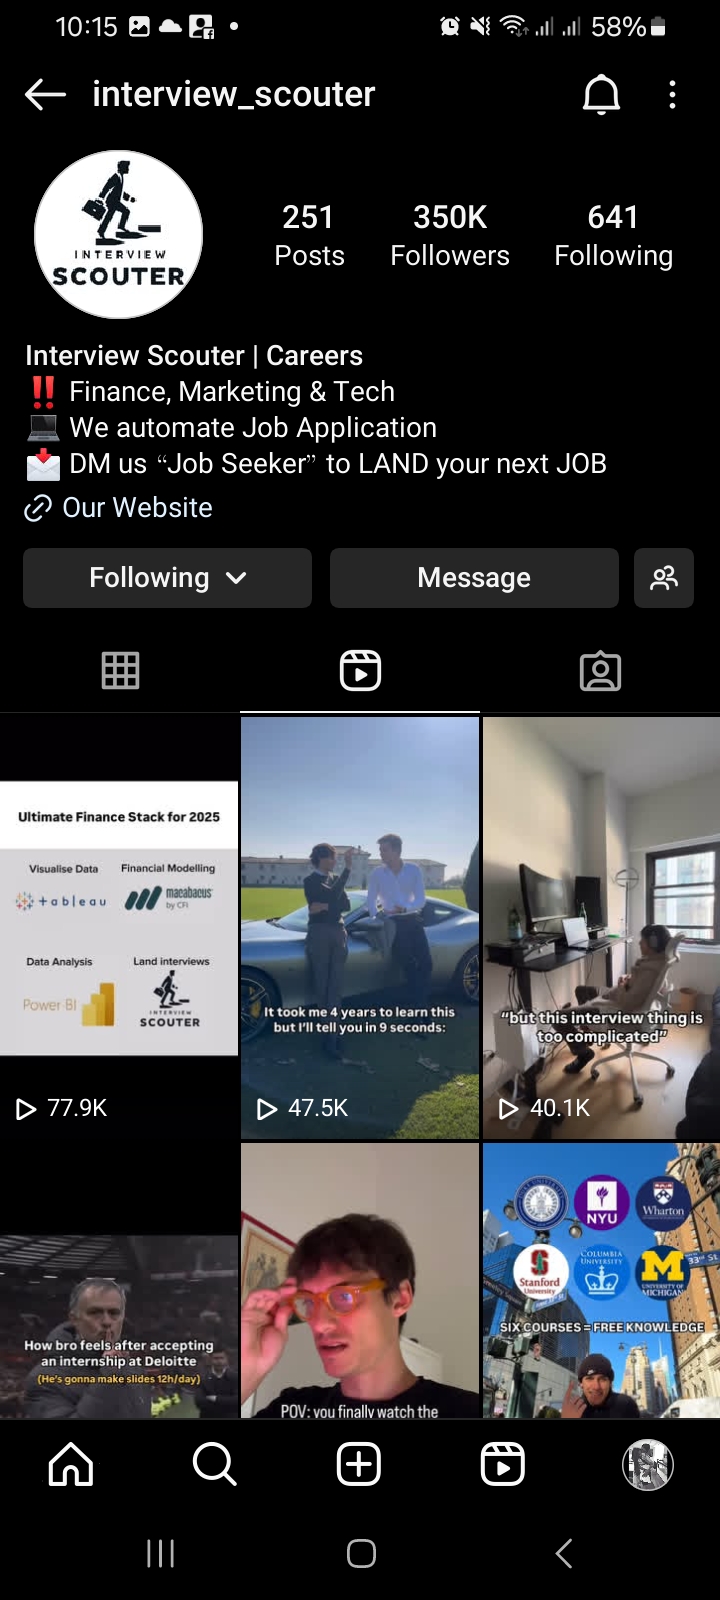 10:15
58%
interview_scouter
INTERVIEW
SCOUTER
251
Posts
350K
Followers
641
Following
Interview Scouter | Careers
‼️ Finance, Marketing & Tech
💻 We automate Job Application
📩 DM us “Job Seeker” to LAND your next JOB
Our Website
Following
Message
Ultimate Finance Stack for 2025
Visualise Data
Financial Modelling
+ableau
macabacus
by CFI
Data Analysis
Land interviews
Power BI
INTERVIEW
SCOUTER
77.9K
It took me 4 years to learn this
but I'll tell you in 9 seconds:
47.5K
“but this interview thing is
too complicated”
40.1K
How bro feels after accepting
an internship at Deloitte
(He's gonna make slides 12h/day)
POV: you finally watch the
NYU
Wharton
Stanford
University
COLUMBIA
UNIVERSITY
UNIVERSITY OF
MICHIGAN
33rd St
SIX COURSES = FREE KNOWLEDGE